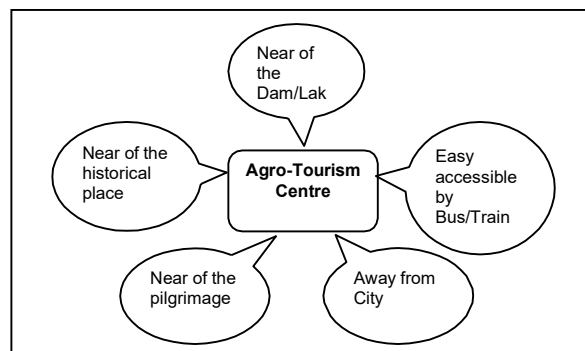 Near of
the
Dam/Lak
Near of the
historical
place
Agro-Tourism
Centre
Easy
accessible
by
Bus/Train
Near of the
pilgrimage
Away from
City